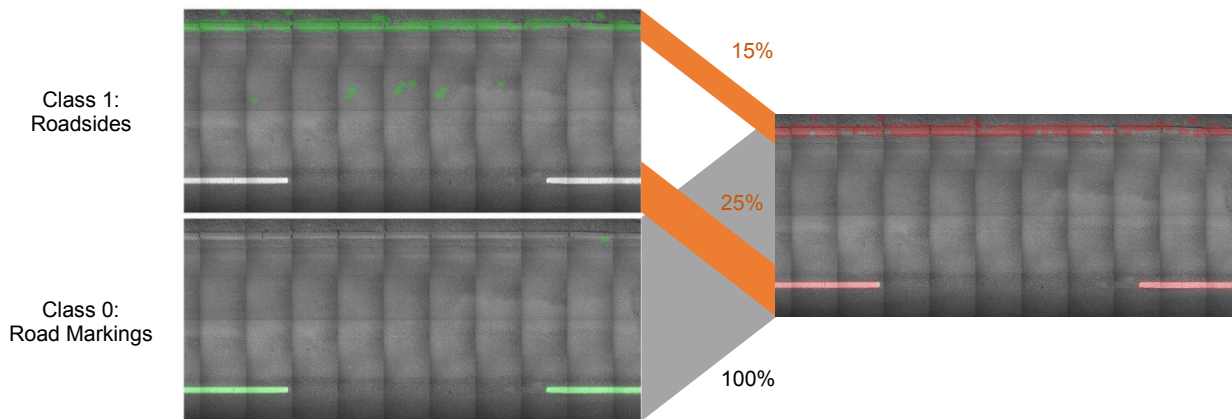 Class 1:
Roadsides
15%
25%
Class 0:
Road Markings
100%